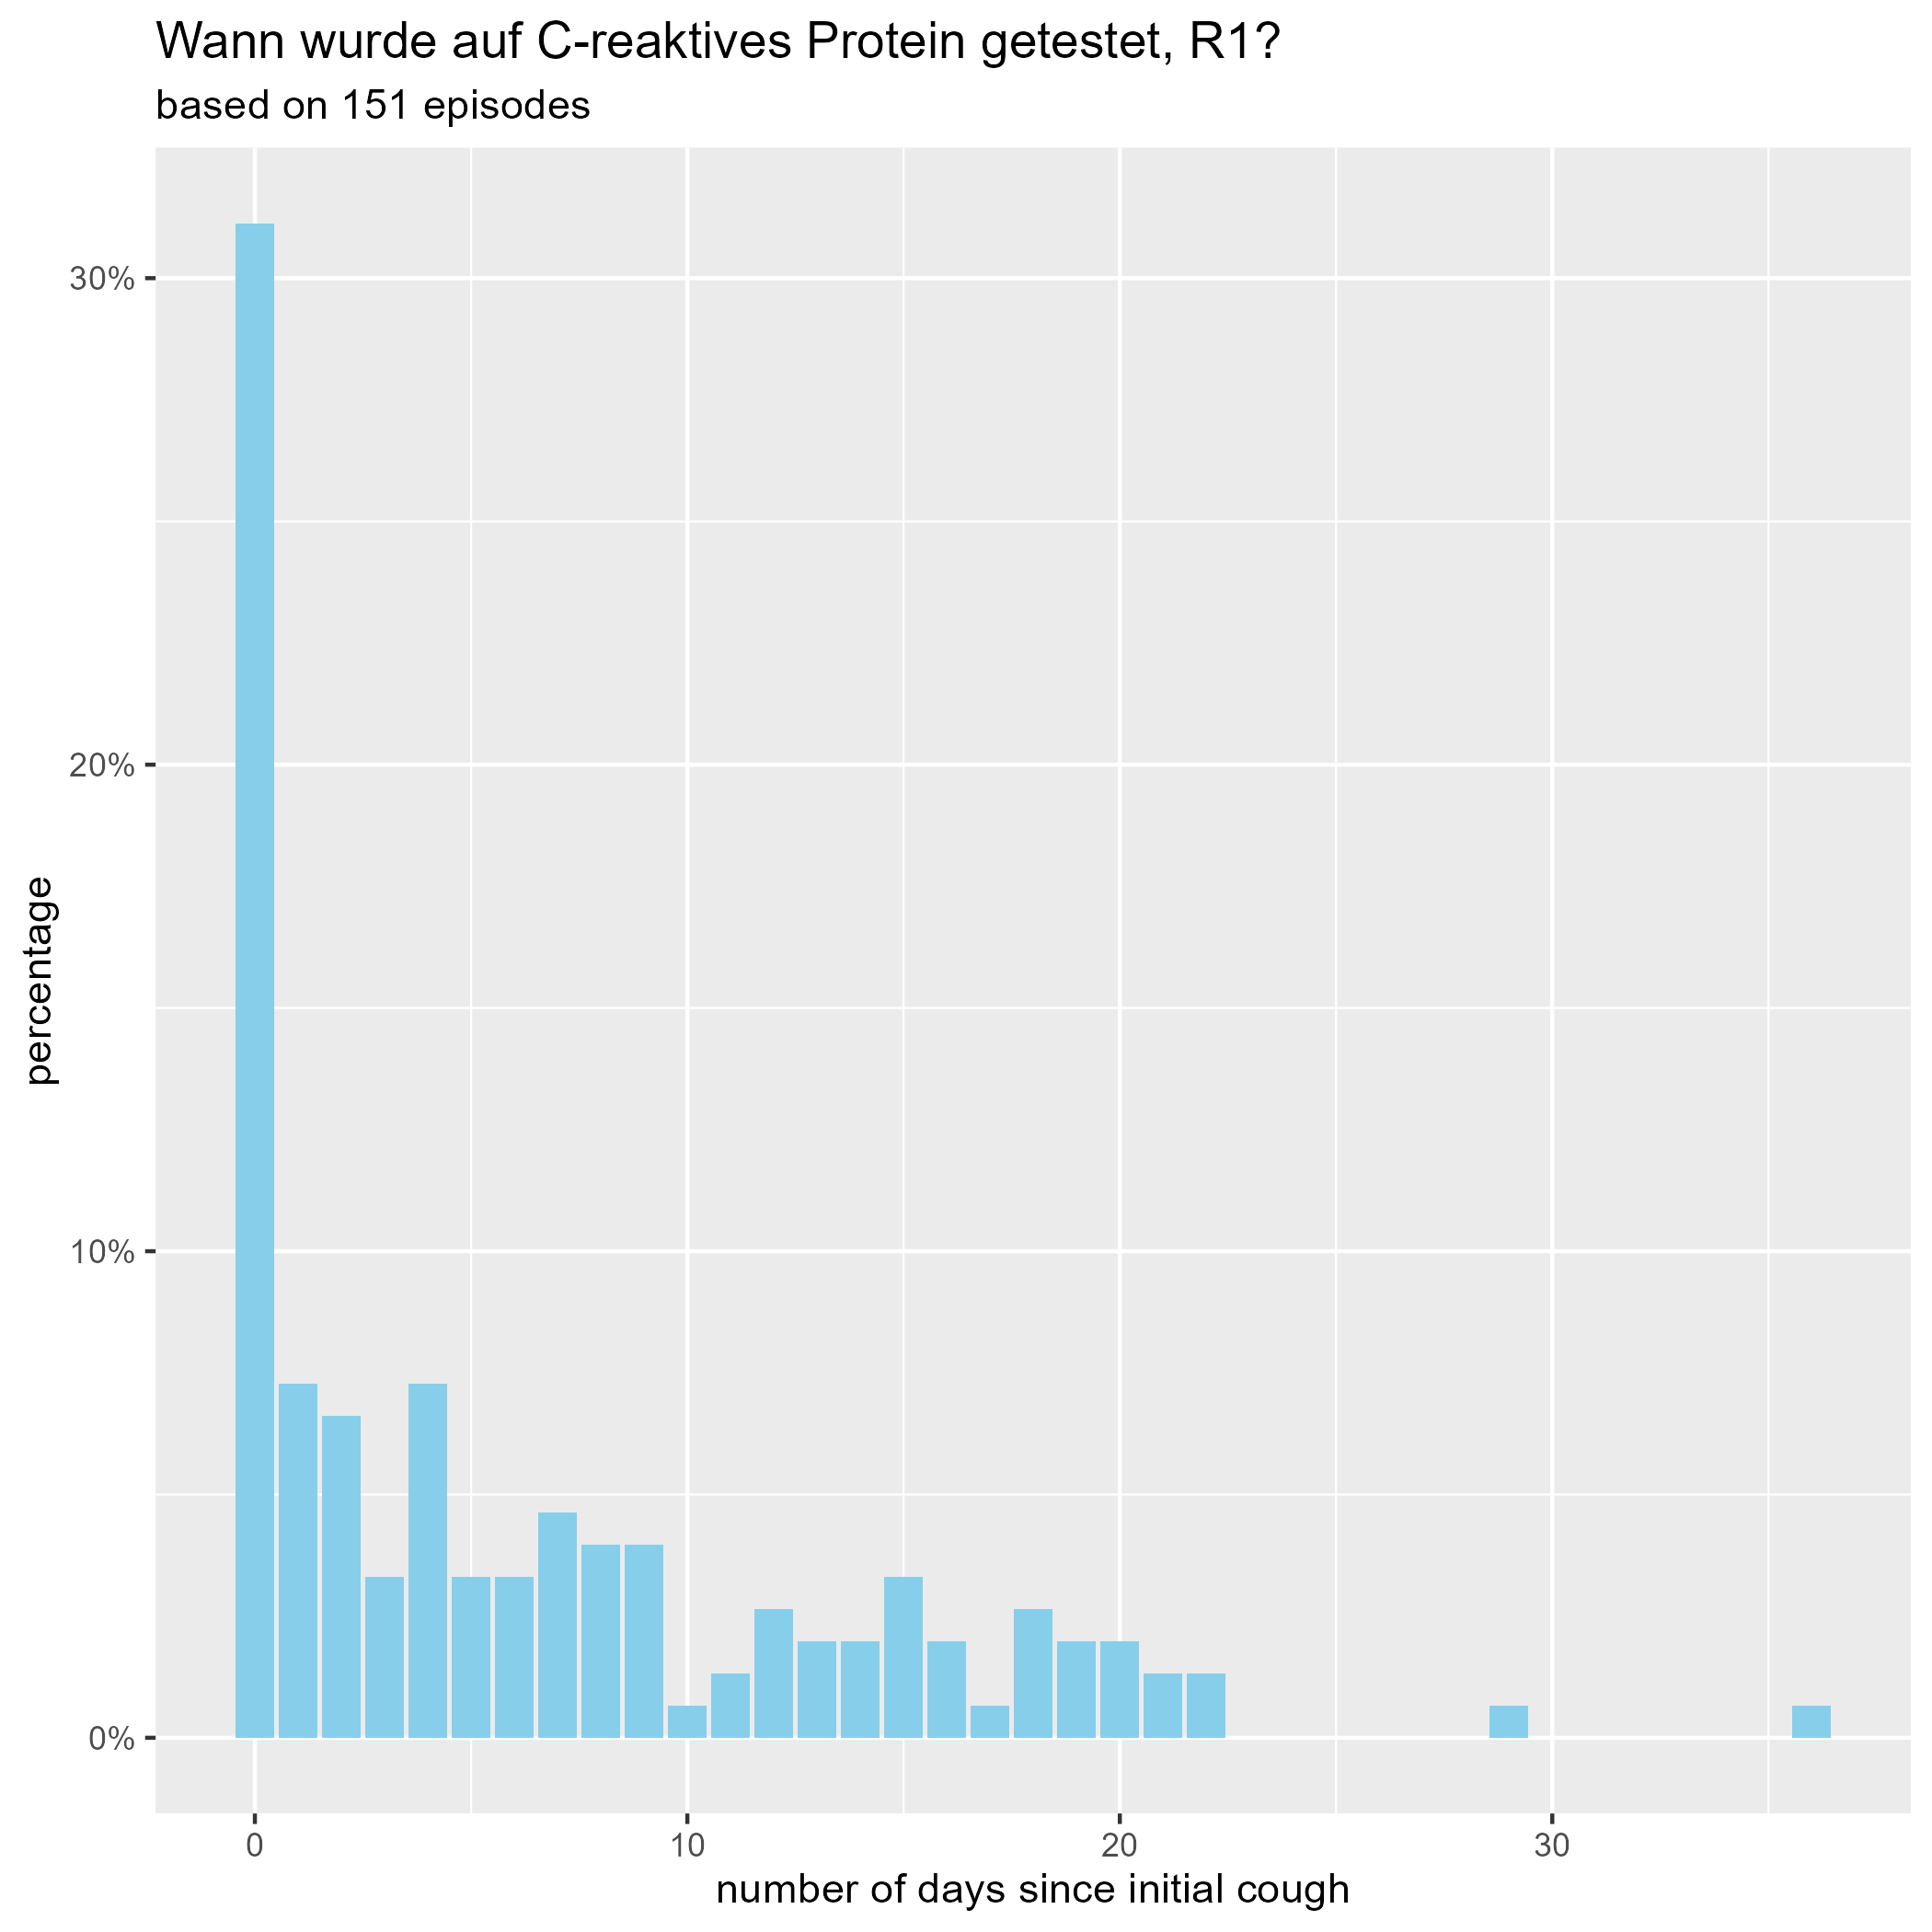 Wann wurde auf C-reaktives Protein getestet, R1?
based on 151 episodes
percentage
30%
20%
10%
0%
0
10
20
30
number of days since initial cough